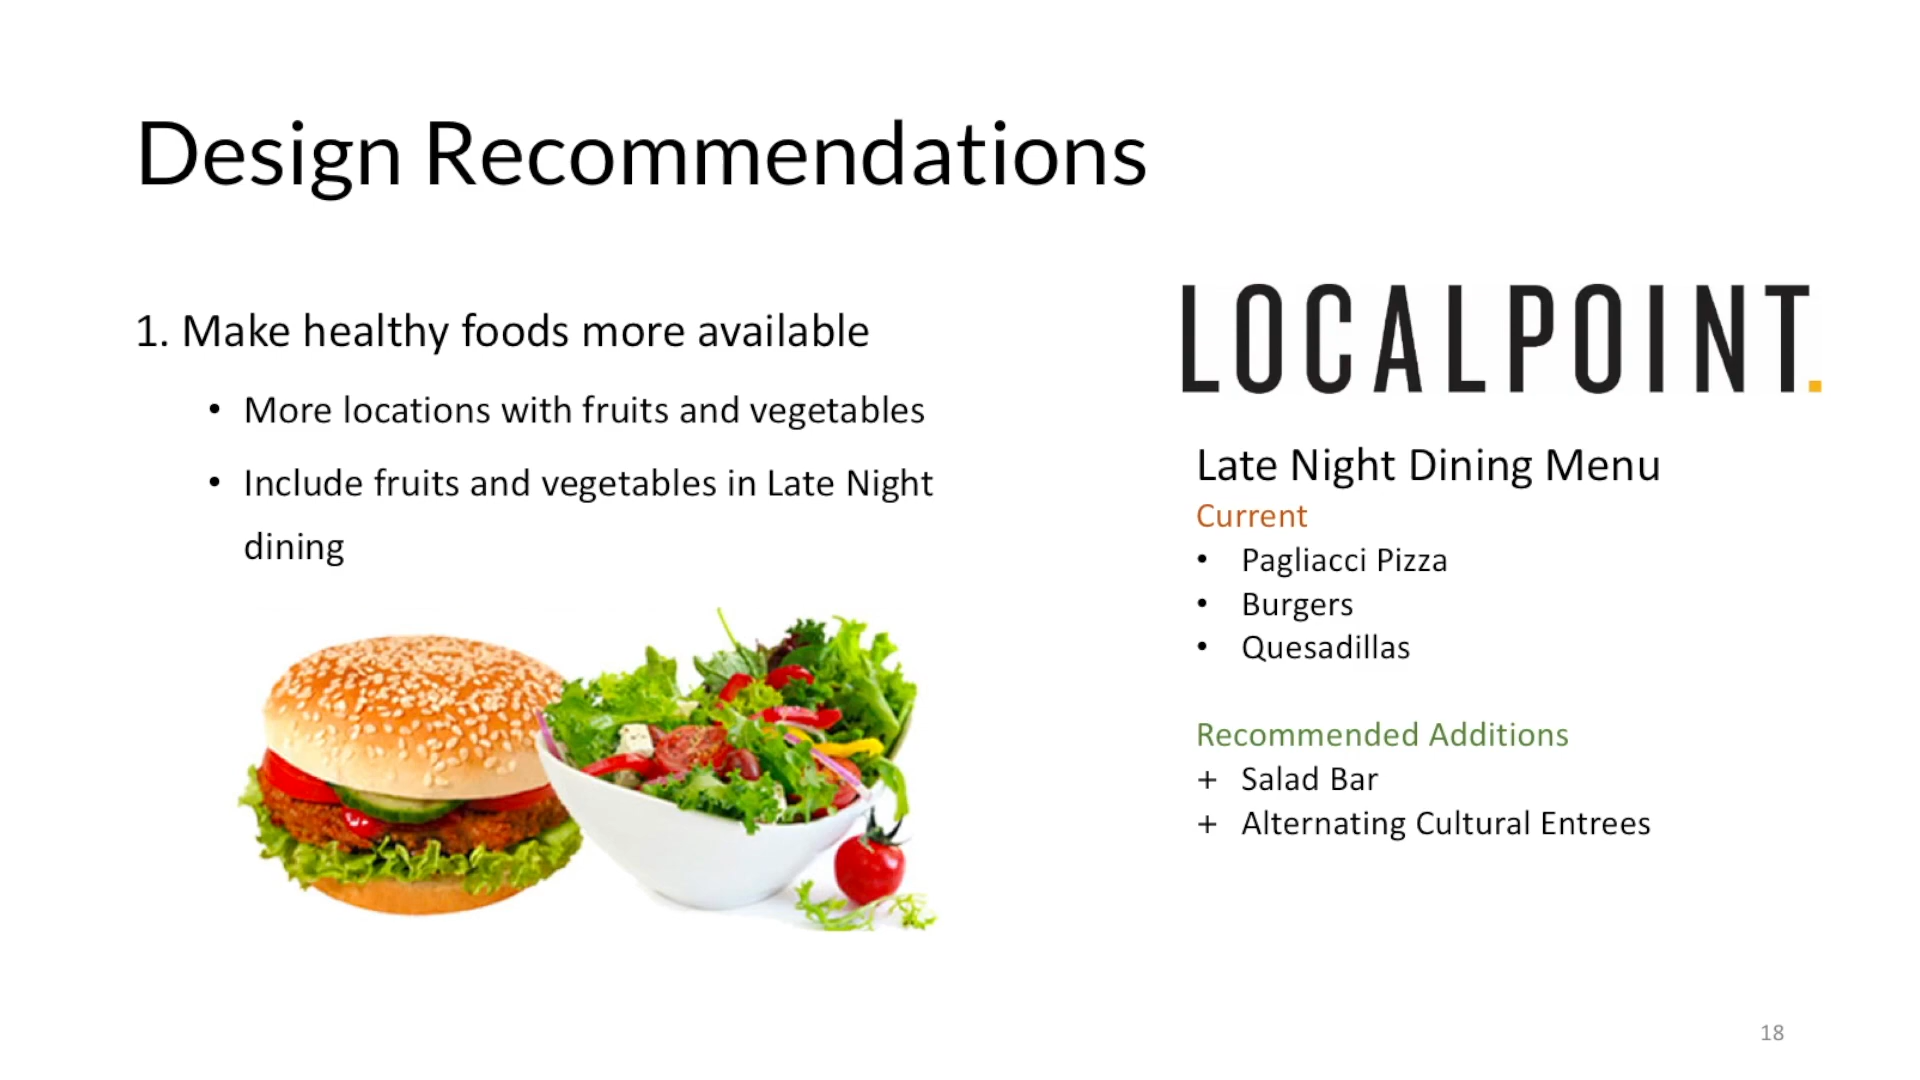 Design Recommendations
1. Make healthy foods more available
• More locations with fruits and vegetables
• Include fruits and vegetables in Late Night
dining
LOCALPOINT.
Late Night Dining Menu
Current
• Pagliacci Pizza
• Burgers
• Quesadillas
Recommended Additions
+ Salad Bar
+ Alternating Cultural Entrees
18